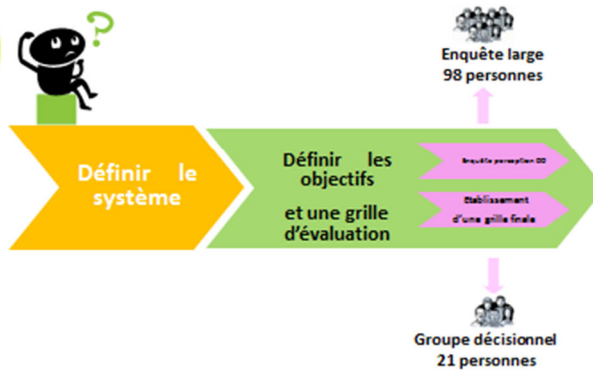 Enquête large
98 personnes
Définir le
système
Définir les
objectifs
et une grille
d'évaluation
Enquête perception DD
Etablissement
d'une grille finale
Groupe décisionnel
21 personnes